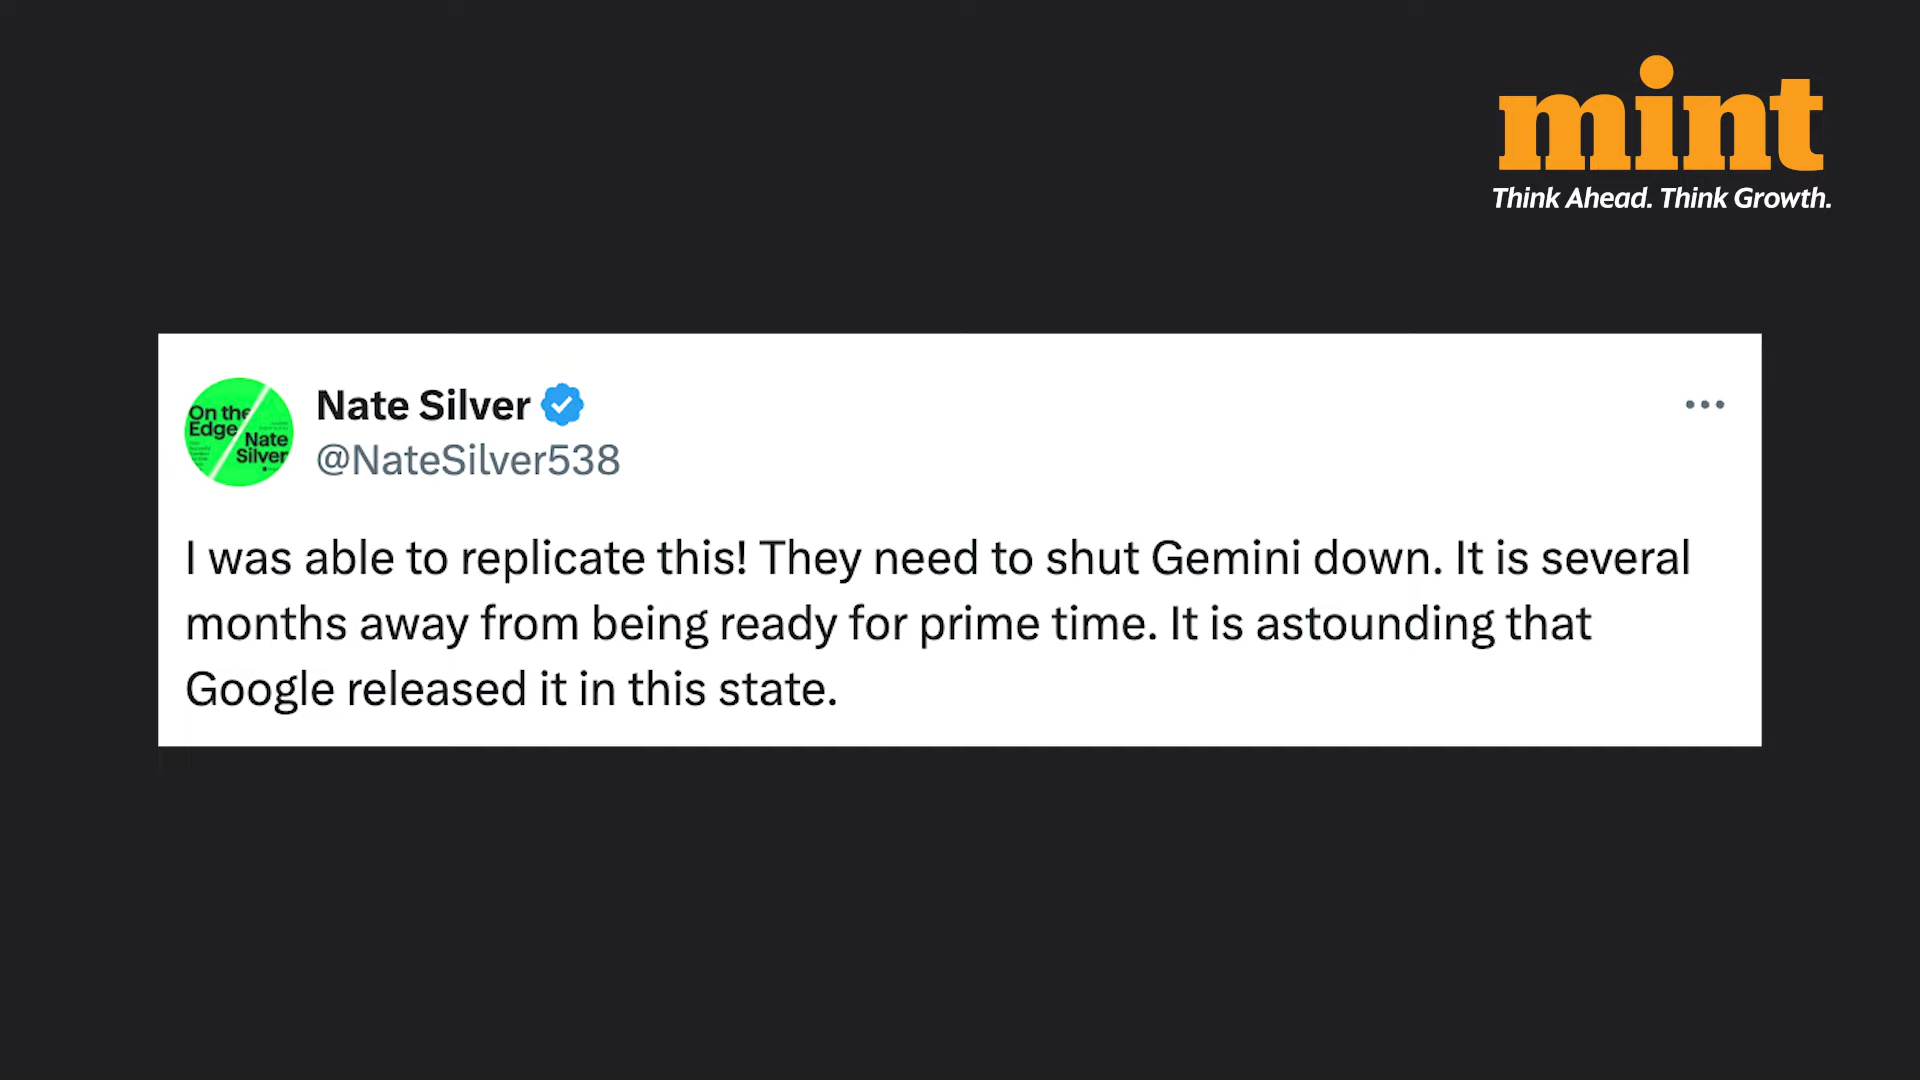 mint
Think Ahead. Think Growth.
On the
Edge
Nate
Silver
Nate Silver
@NateSilver538
I was able to replicate this! They need to shut Gemini down. It is several
months away from being ready for prime time. It is astounding that
Google released it in this state.